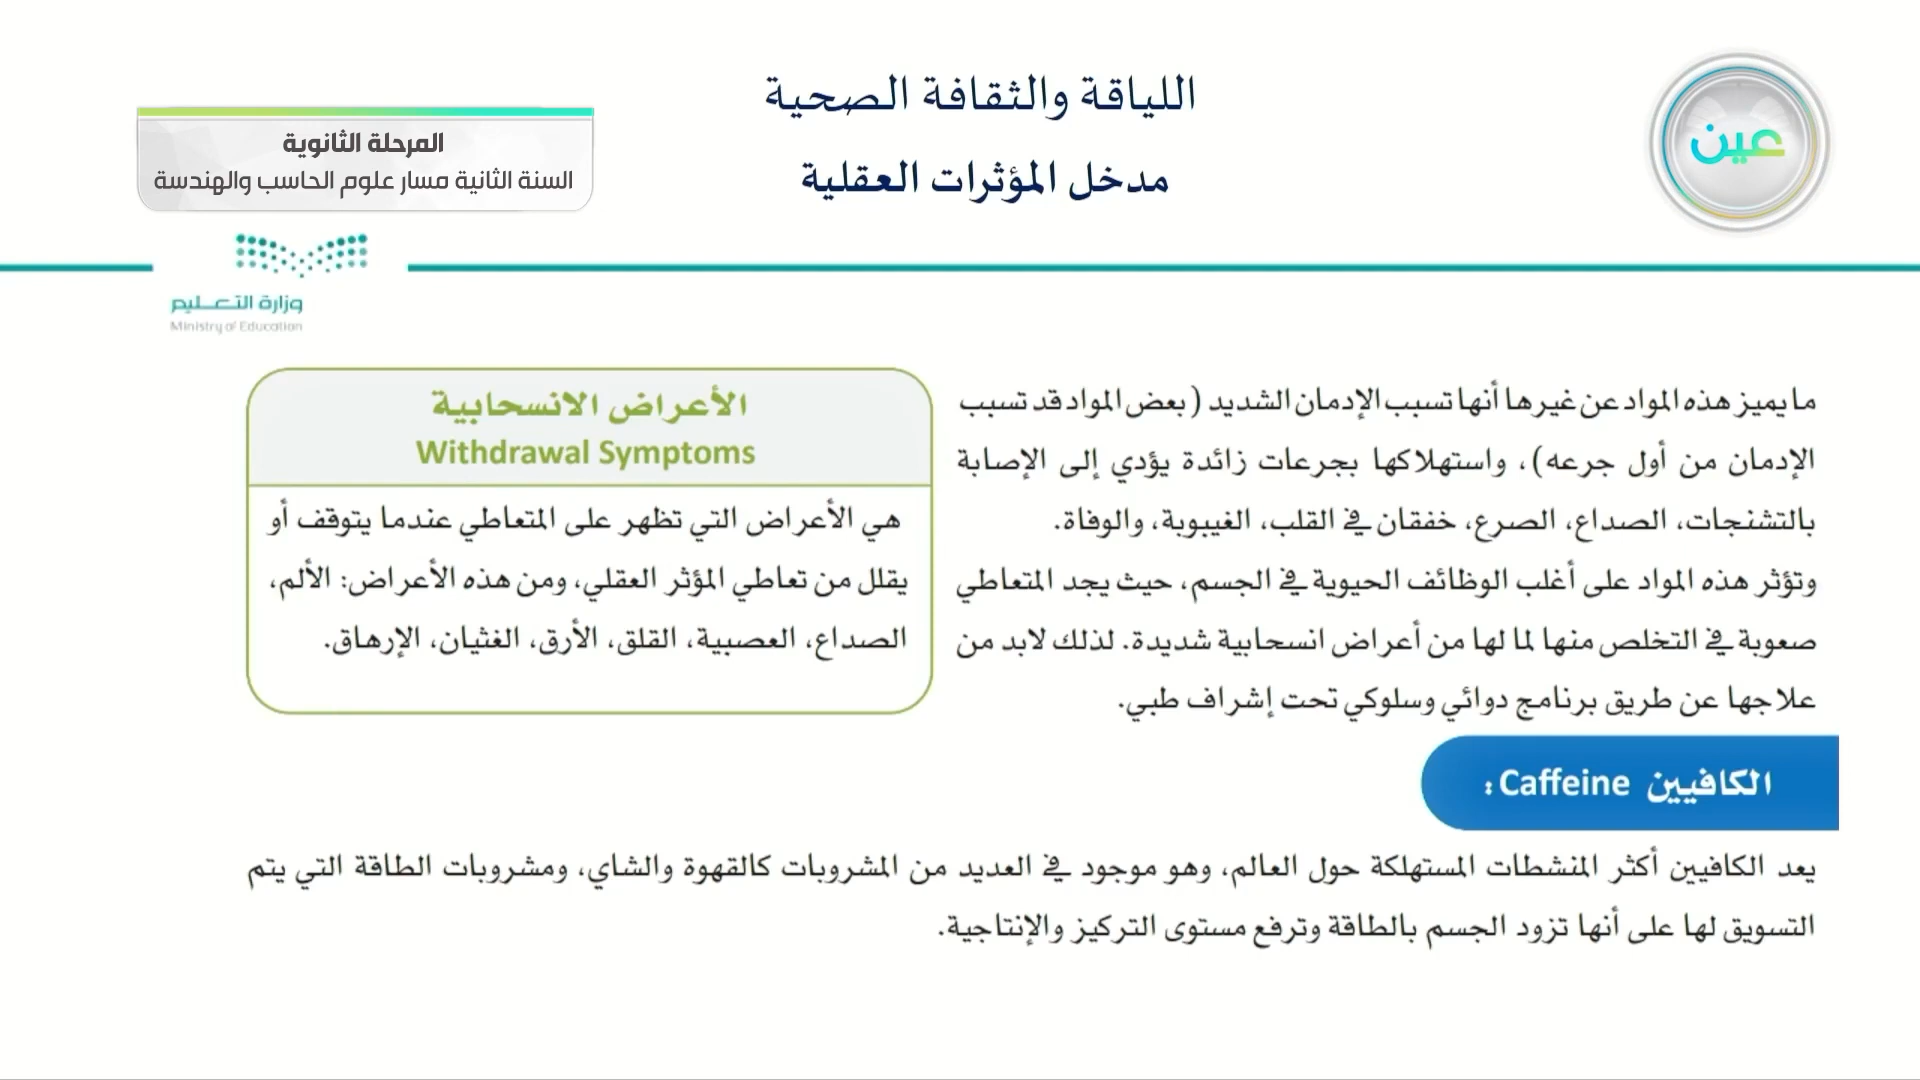 اللياقة والثقافة الصحية
مدخل المؤثرات العقلية
عين
المرحلة الثانوية
السنة الثانية مسار علوم الحاسب والهندسة
وزارة التعليم
Ministry of Education
ما يميز هذه المواد عن غيرها أنها تسبب الإدمان الشديد (بعض المواد قد تسبب
الإدمان من أول جرعه)، واستهلاكها بجرعات زائدة يؤدي إلى الإصابة
بالتشنجات، الصداع، الصرع، خفقان في القلب، الغيبوبة، والوفاة.
وتؤثر هذه المواد على أغلب الوظائف الحيوية في الجسم، حيث يجد المتعاطي
صعوبة في التخلص منها لما لها من أعراض انسحابية شديدة. لذلك لابد من
علاجها عن طريق برنامج دوائي وسلوكي تحت إشراف طبي.
الأعراض الانسحابية
Withdrawal Symptoms
هي الأعراض التي تظهر على المتعاطي عندما يتوقف أو
يقلل من تعاطي المؤثر العقلي، ومن هذه الأعراض: الألم،
الصداع، العصبية، القلق، الأرق، الغثيان، الإرهاق.
الكافيين Caffeine :
يعد الكافيين أكثر المنشطات المستهلكة حول العالم، وهو موجود في العديد من المشروبات كالقهوة والشاي، ومشروبات الطاقة التي يتم
التسويق لها على أنها تزود الجسم بالطاقة وترفع مستوى التركيز والإنتاجية.